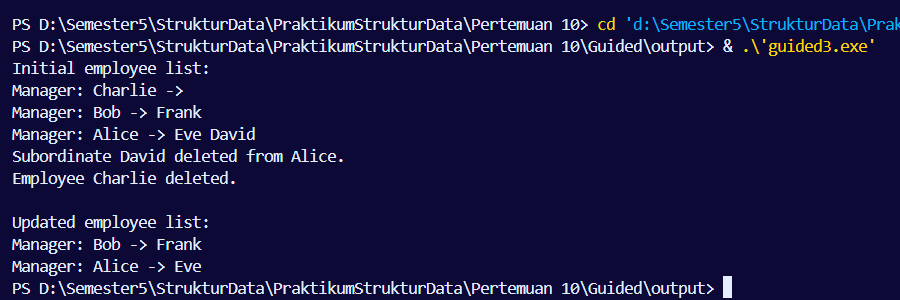 PS D:\Semester5\StrukturData\PraktikumStrukturData\Pertemuan 10> cd 'd:\Semester5\StrukturData\Prak
PS D:\Semester5\StrukturData\PraktikumStrukturData\Pertemuan 10\Guided\output> & .\'guided3.exe'
Initial employee list:
Manager: Charlie ->
Manager: Bob -> Frank
Manager: Alice -> Eve David
Subordinate David deleted from Alice.
Employee Charlie deleted.

Updated employee list:
Manager: Bob -> Frank
Manager: Alice -> Eve
PS D:\Semester5\StrukturData\PraktikumStrukturData\Pertemuan 10\Guided\output>